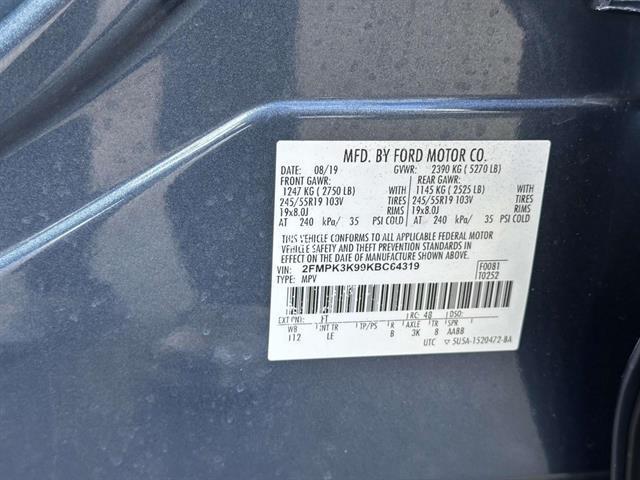 MFD. BY FORD MOTOR CO.
DATE: 08/19 GVWR: 2390 KG ( 5270 LB)
FRONT GAWR: REAR GAWR:
1247 KG ( 2750 LB) WITH 1145 KG ( 2525 LB) WITH
245/55R19 103V TIRES 245/55R19 103V TIRES
19x8.0J RIMS 19x8.0J RIMS
AT 240 kPa/ 35 PSI COLD AT 240 kPa/ 35 PSI COLD
THIS VEHICLE CONFORMS TO ALL APPLICABLE FEDERAL MOTOR
VEHICLE SAFETY AND THEFT PREVENTION STANDARDS IN
EFFECT ON THE DATE OF MANUFACTURE SHOWN ABOVE.
VIN: 2FMPK3K99KBC64319 F0081
TYPE: MPV T0252
EXT PNT: FT RC: 48 DSO:
WB INT TR TP/PS R AXLE TR SPR
112 LE B 3K 8 AABB
UTC ▽ 5U5A-1520472-BA